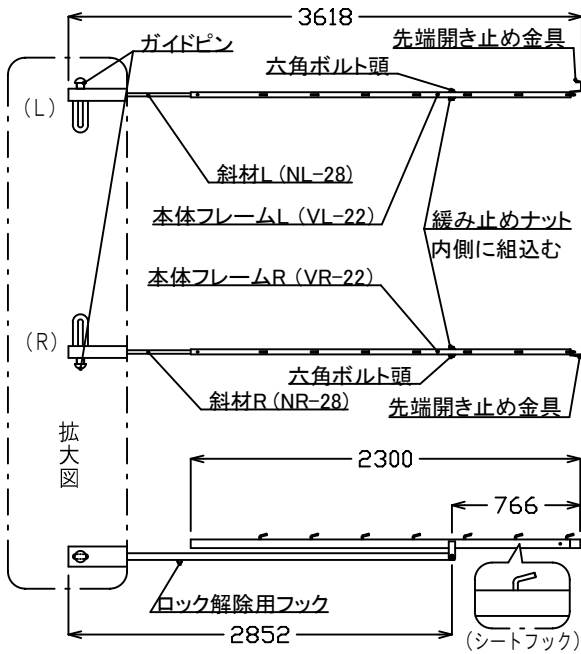 3618
ガイドピン
先端開き止め金具
六角ボルト頭
(L)
斜材L (NL-28)
本体フレームL (VL-22)
緩み止めナット
内側に組込む
本体フレームR (VR-22)
(R)
六角ボルト頭
斜材R (NR-28)
先端開き止め金具
拡大図
2300
766
ロック解除用フック
2852
(シートフック)